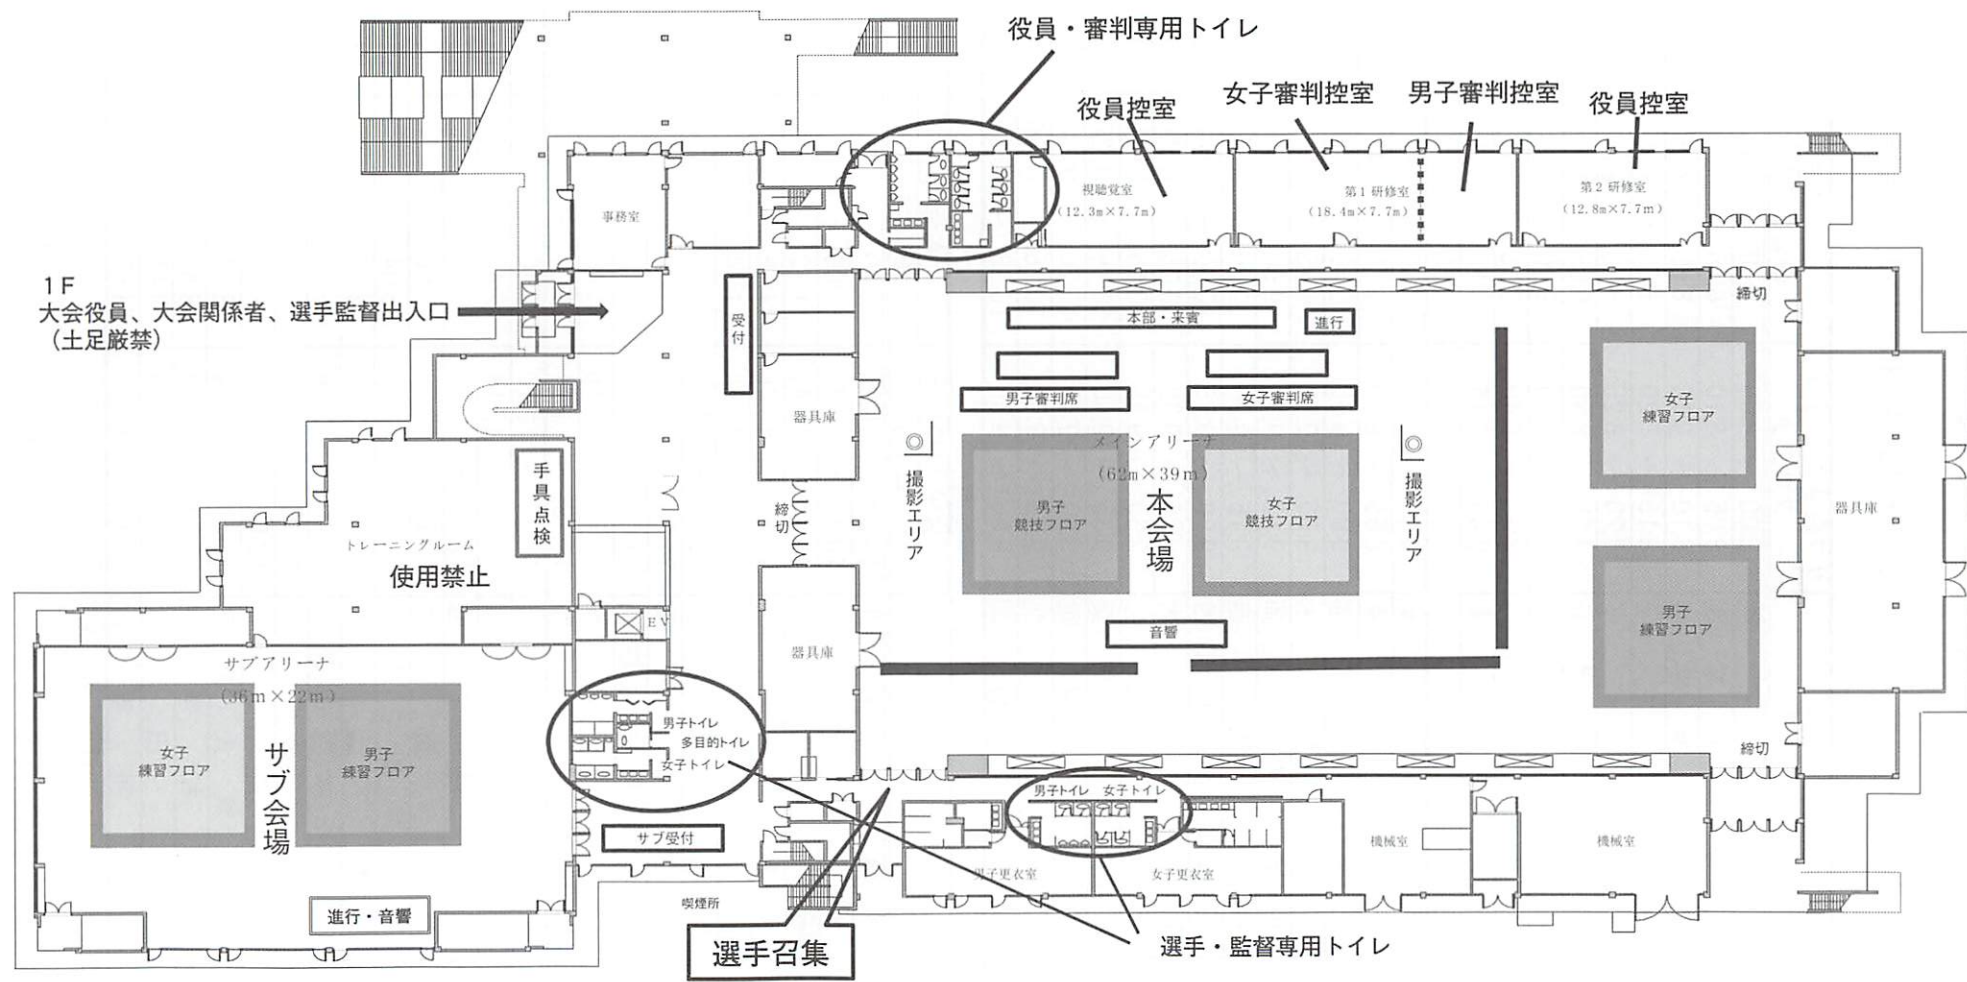 役員・審判専用トイレ
役員控室
女子審判控室
男子審判控室
役員控室
事務室
視聴覚室
(12.3m×7.7m)
第1研修室
(18.4m×7.7m)
第2研修室
(12.8m×7.7m)
1F
大会役員、大会関係者、選手監督出入口
(土足厳禁)
受付
本部・来賓
進行
締切
男子審判席
女子審判席
器具庫
メインアリーナ
(62m×39m)
撮影エリア
撮影エリア
男子
競技フロア
本会場
女子
競技フロア
女子
練習フロア
男子
練習フロア
器具庫
手具点検
締切
トレーニングルーム
使用禁止
EV
器具庫
音響
サブアリーナ
(36m×22m)
女子
練習フロア
サブ会場
男子
練習フロア
男子トイレ
多目的トイレ
女子トイレ
締切
サブ受付
進行・音響
男子トイレ
女子トイレ
男子更衣室
女子更衣室
機械室
機械室
喫煙所
選手召集
選手・監督専用トイレ